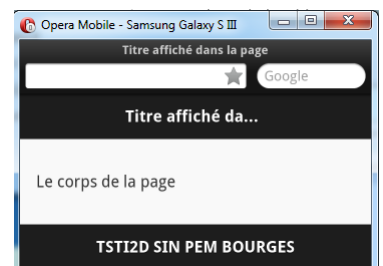 Opera Mobile - Samsung Galaxy S III
Titre affiché dans la page
Google
Titre affiché da...
Le corps de la page
TSTI2D SIN PEM BOURGES